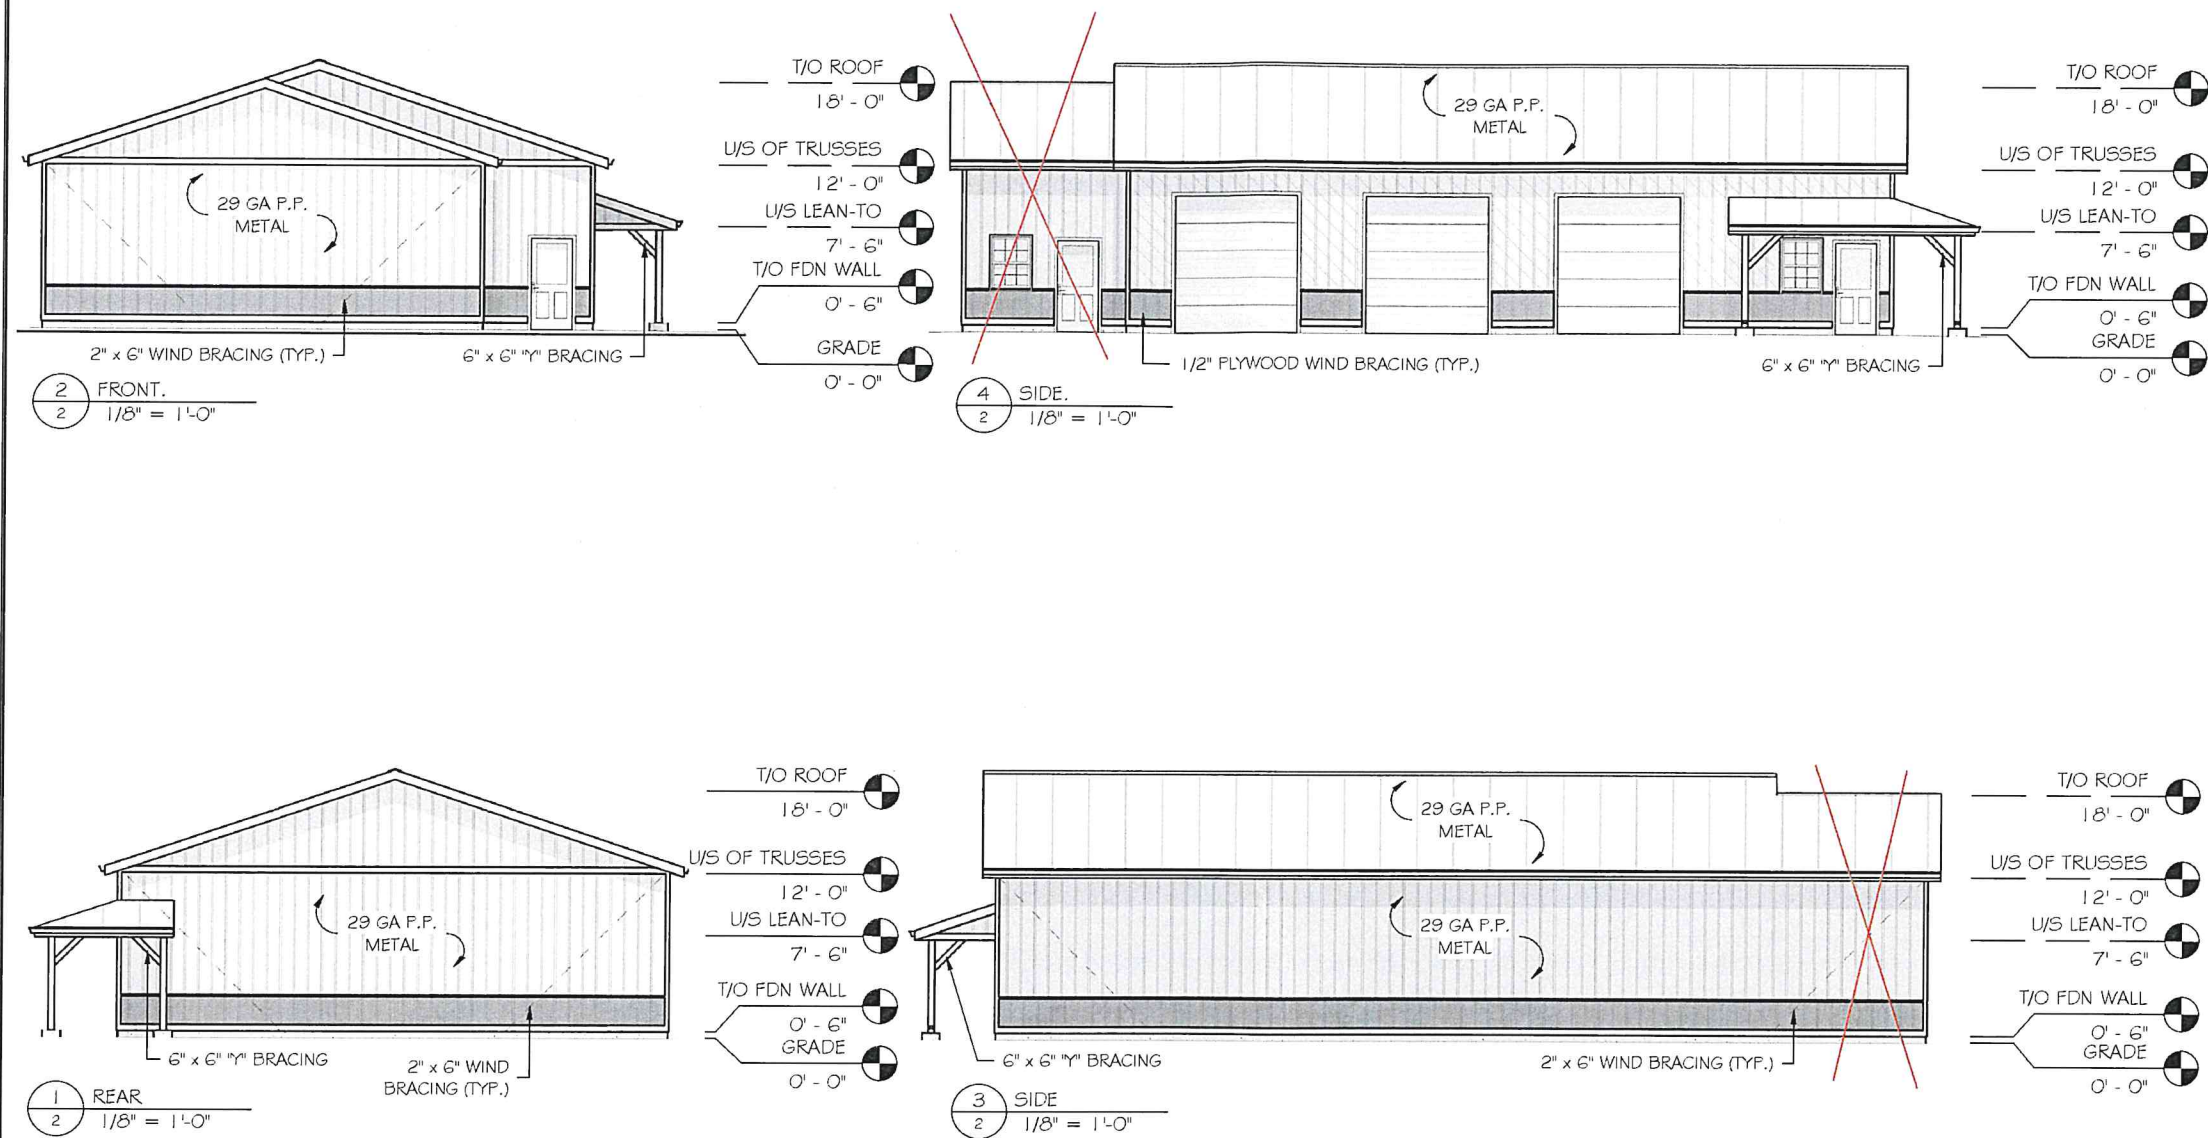 T/O ROOF
18' - 0"
U/S OF TRUSSES
12' - 0"
U/S LEAN-TO
7' - 6"
T/O FDN WALL
0' - 6"
GRADE
0' - 0"
29 GA P.P.
METAL
2" x 6" WIND BRACING (TYP.)
6" x 6" "Y" BRACING
2
2
FRONT.
1/8" = 1'-0"
T/O ROOF
18' - 0"
U/S OF TRUSSES
12' - 0"
U/S LEAN-TO
7' - 6"
T/O FDN WALL
0' - 6"
GRADE
0' - 0"
29 GA P.P.
METAL
1/2" PLYWOOD WIND BRACING (TYP.)
6" x 6" "Y" BRACING
4
2
SIDE.
1/8" = 1'-0"
T/O ROOF
18' - 0"
U/S OF TRUSSES
12' - 0"
U/S LEAN-TO
7' - 6"
T/O FDN WALL
0' - 6"
GRADE
0' - 0"
29 GA P.P.
METAL
6" x 6" "Y" BRACING
2" x 6" WIND
BRACING (TYP.)
1
2
REAR
1/8" = 1'-0"
T/O ROOF
18' - 0"
U/S OF TRUSSES
12' - 0"
U/S LEAN-TO
7' - 6"
T/O FDN WALL
0' - 6"
GRADE
0' - 0"
29 GA P.P.
METAL
29 GA P.P.
METAL
6" x 6" "Y" BRACING
2" x 6" WIND BRACING (TYP.)
3
2
SIDE
1/8" = 1'-0"